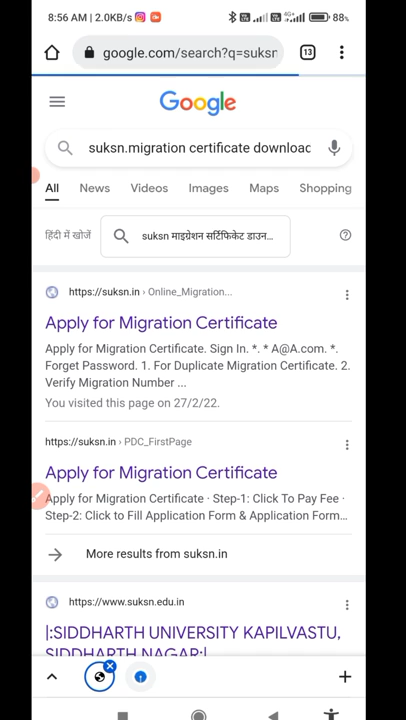 8:56 AM | 2.0KB/s
4G+
88%
google.com/search?q=suksn
13
Google
suksn.migration certificate downloac
All News Videos Images Maps Shopping
हिंदी में खोजें
suksn माइग्रेशन सर्टिफिकेट डाउन...
https://suksn.in › Online_Migration...
Apply for Migration Certificate
Apply for Migration Certificate. Sign In. *. * A@A.com. *.
Forget Password. 1. For Duplicate Migration Certificate. 2.
Verify Migration Number ...
You visited this page on 27/2/22.
https://suksn.in › PDC_FirstPage
Apply for Migration Certificate
Apply for Migration Certificate · Step-1: Click To Pay Fee ·
Step-2: Click to Fill Application Form & Application Form...
More results from suksn.in
https://www.suksn.edu.in
|:SIDDHARTH UNIVERSITY KAPILVASTU,
SIDDHARTH NAGAR:|